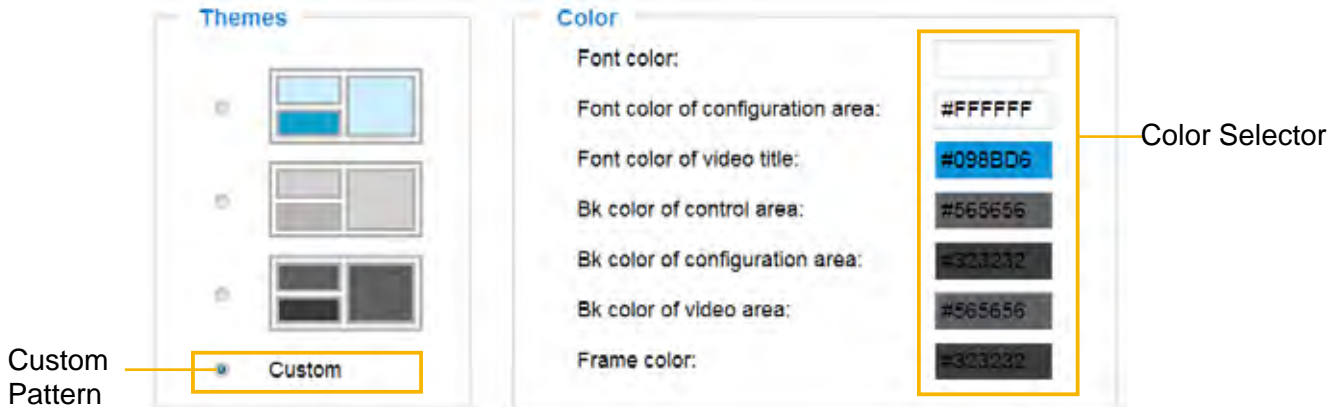 Themes
Color
Font color:
Font color of configuration area:
#FFFFFF
Font color of video title:
#098BD6
Bk color of control area:
#565656
Bk color of configuration area:
#323232
Bk color of video area:
#565656
Frame color:
#323232
Color Selector
Custom
Custom
Pattern